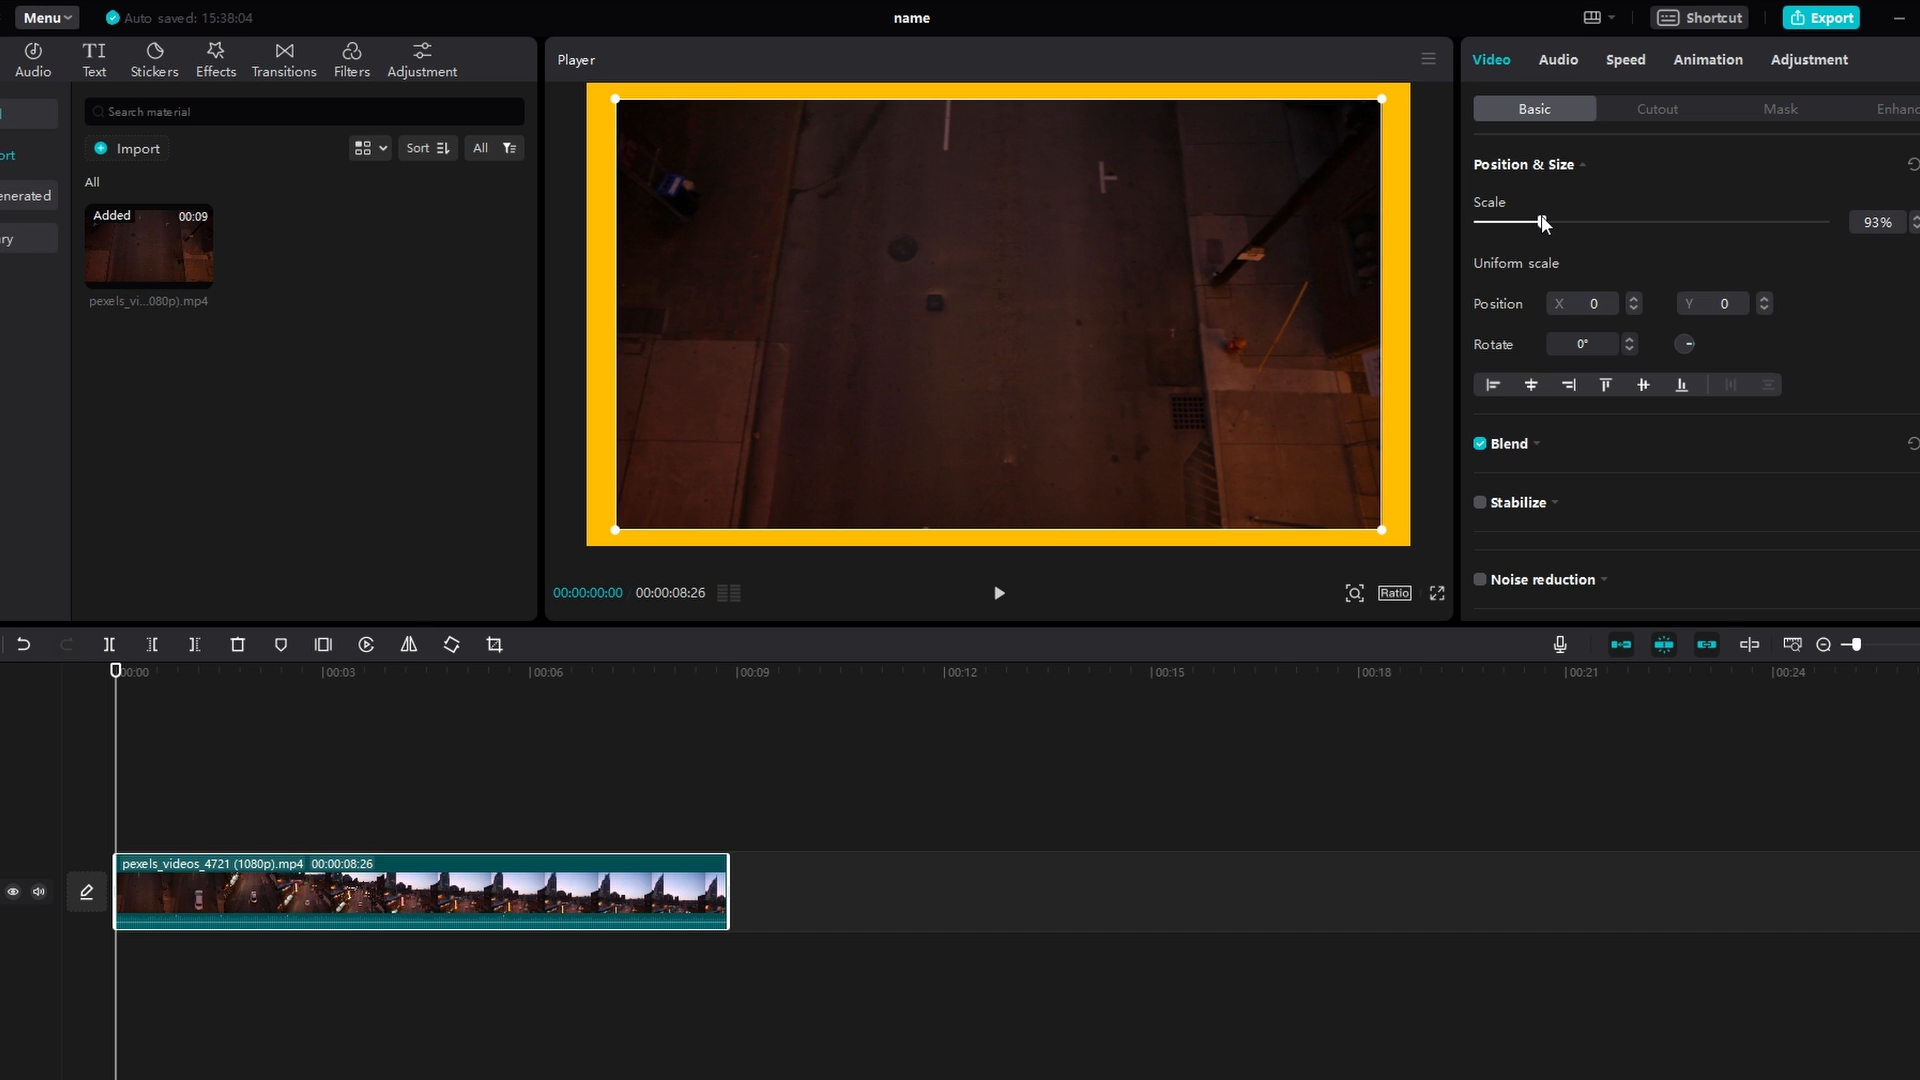 Menu
Auto saved: 15:38:04
name
Shortcut
Export
Audio
Text
Stickers
Effects
Transitions
Filters
Adjustment
ort
enerated
ry
Search material
Import
Sort
All
All
Added 00:09
pexels_vi...080p).mp4
Player
00:00:00:00 00:00:08:26
Ratio
Video
Audio
Speed
Animation
Adjustment
Basic
Cutout
Mask
Enhanc
Position & Size
Scale
93%
Uniform scale
Position X 0 Y 0
Rotate 0°
Blend
Stabilize
Noise reduction
00:00 00:03 00:06 00:09 00:12 00:15 00:18 00:21 00:24
pexels_videos_4721 (1080p).mp4 00:00:08:26